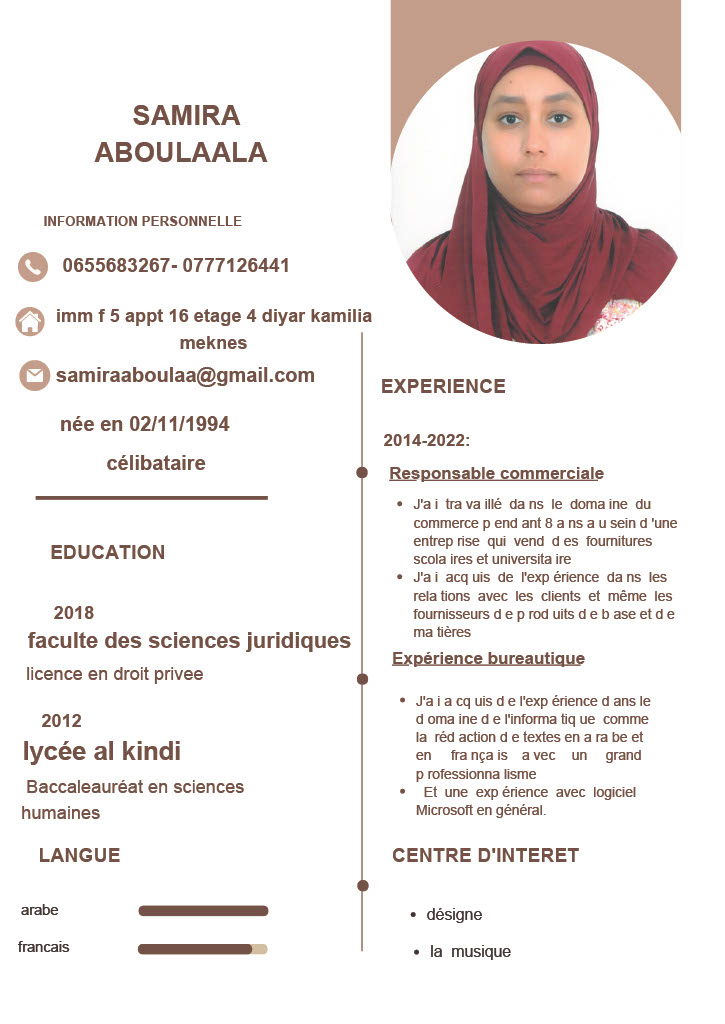 SAMIRA
ABOULAALA
INFORMATION PERSONNELLE
0655683267- 0777126441
imm f 5 appt 16 etage 4 diyar kamilia
meknes
samiraaboulaa@gmail.com
née en 02/11/1994
célibataire
EDUCATION
2018
faculte des sciences juridiques
licence en droit privee
2012
lycée al kindi
Baccaleauréat en sciences
humaines
LANGUE
arabe
francais
EXPERIENCE
2014-2022:
Responsable commerciale
• J'a i tra va illé da ns le doma ine du
commerce p end ant 8 a ns a u sein d 'une
entrep rise qui vend d es fournitures
scola ires et universita ire
• J'a i acq uis de l'exp érience da ns les
rela tions avec les clients et même les
fournisseurs d e p rod uits d e b ase et d e
ma tières
Expérience bureautique
• J'a i a cq uis d e l'exp érience d ans le
d oma ine d e l'informa tiq ue comme
la réd action d e textes en a ra be et
en fra nça is a vec un grand
p rofessionna lisme
• Et une exp érience avec logiciel
Microsoft en général.
CENTRE D'INTERET
• désigne
• la musique